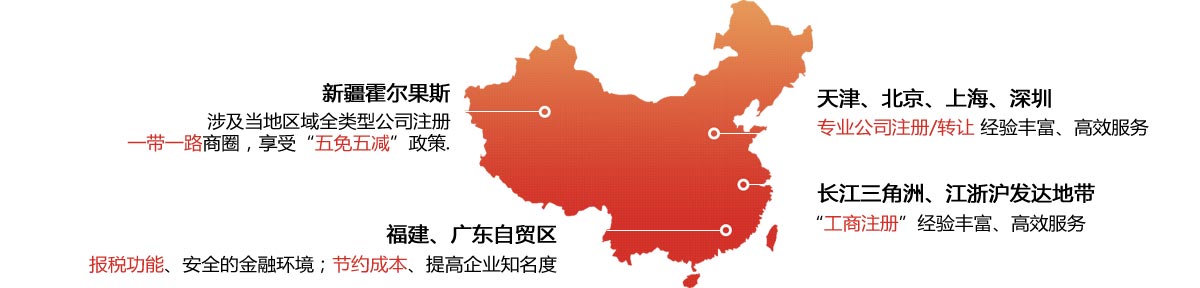 新疆霍尔果斯
涉及当地区域全类型公司注册
一带一路商圈，享受“五免五减”政策.
天津、北京、上海、深圳
专业公司注册/转让 经验丰富、高效服务
长江三角洲、江浙沪发达地带
“工商注册”经验丰富、高效服务
福建、广东自贸区
报税功能、安全的金融环境；节约成本、提高企业知名度